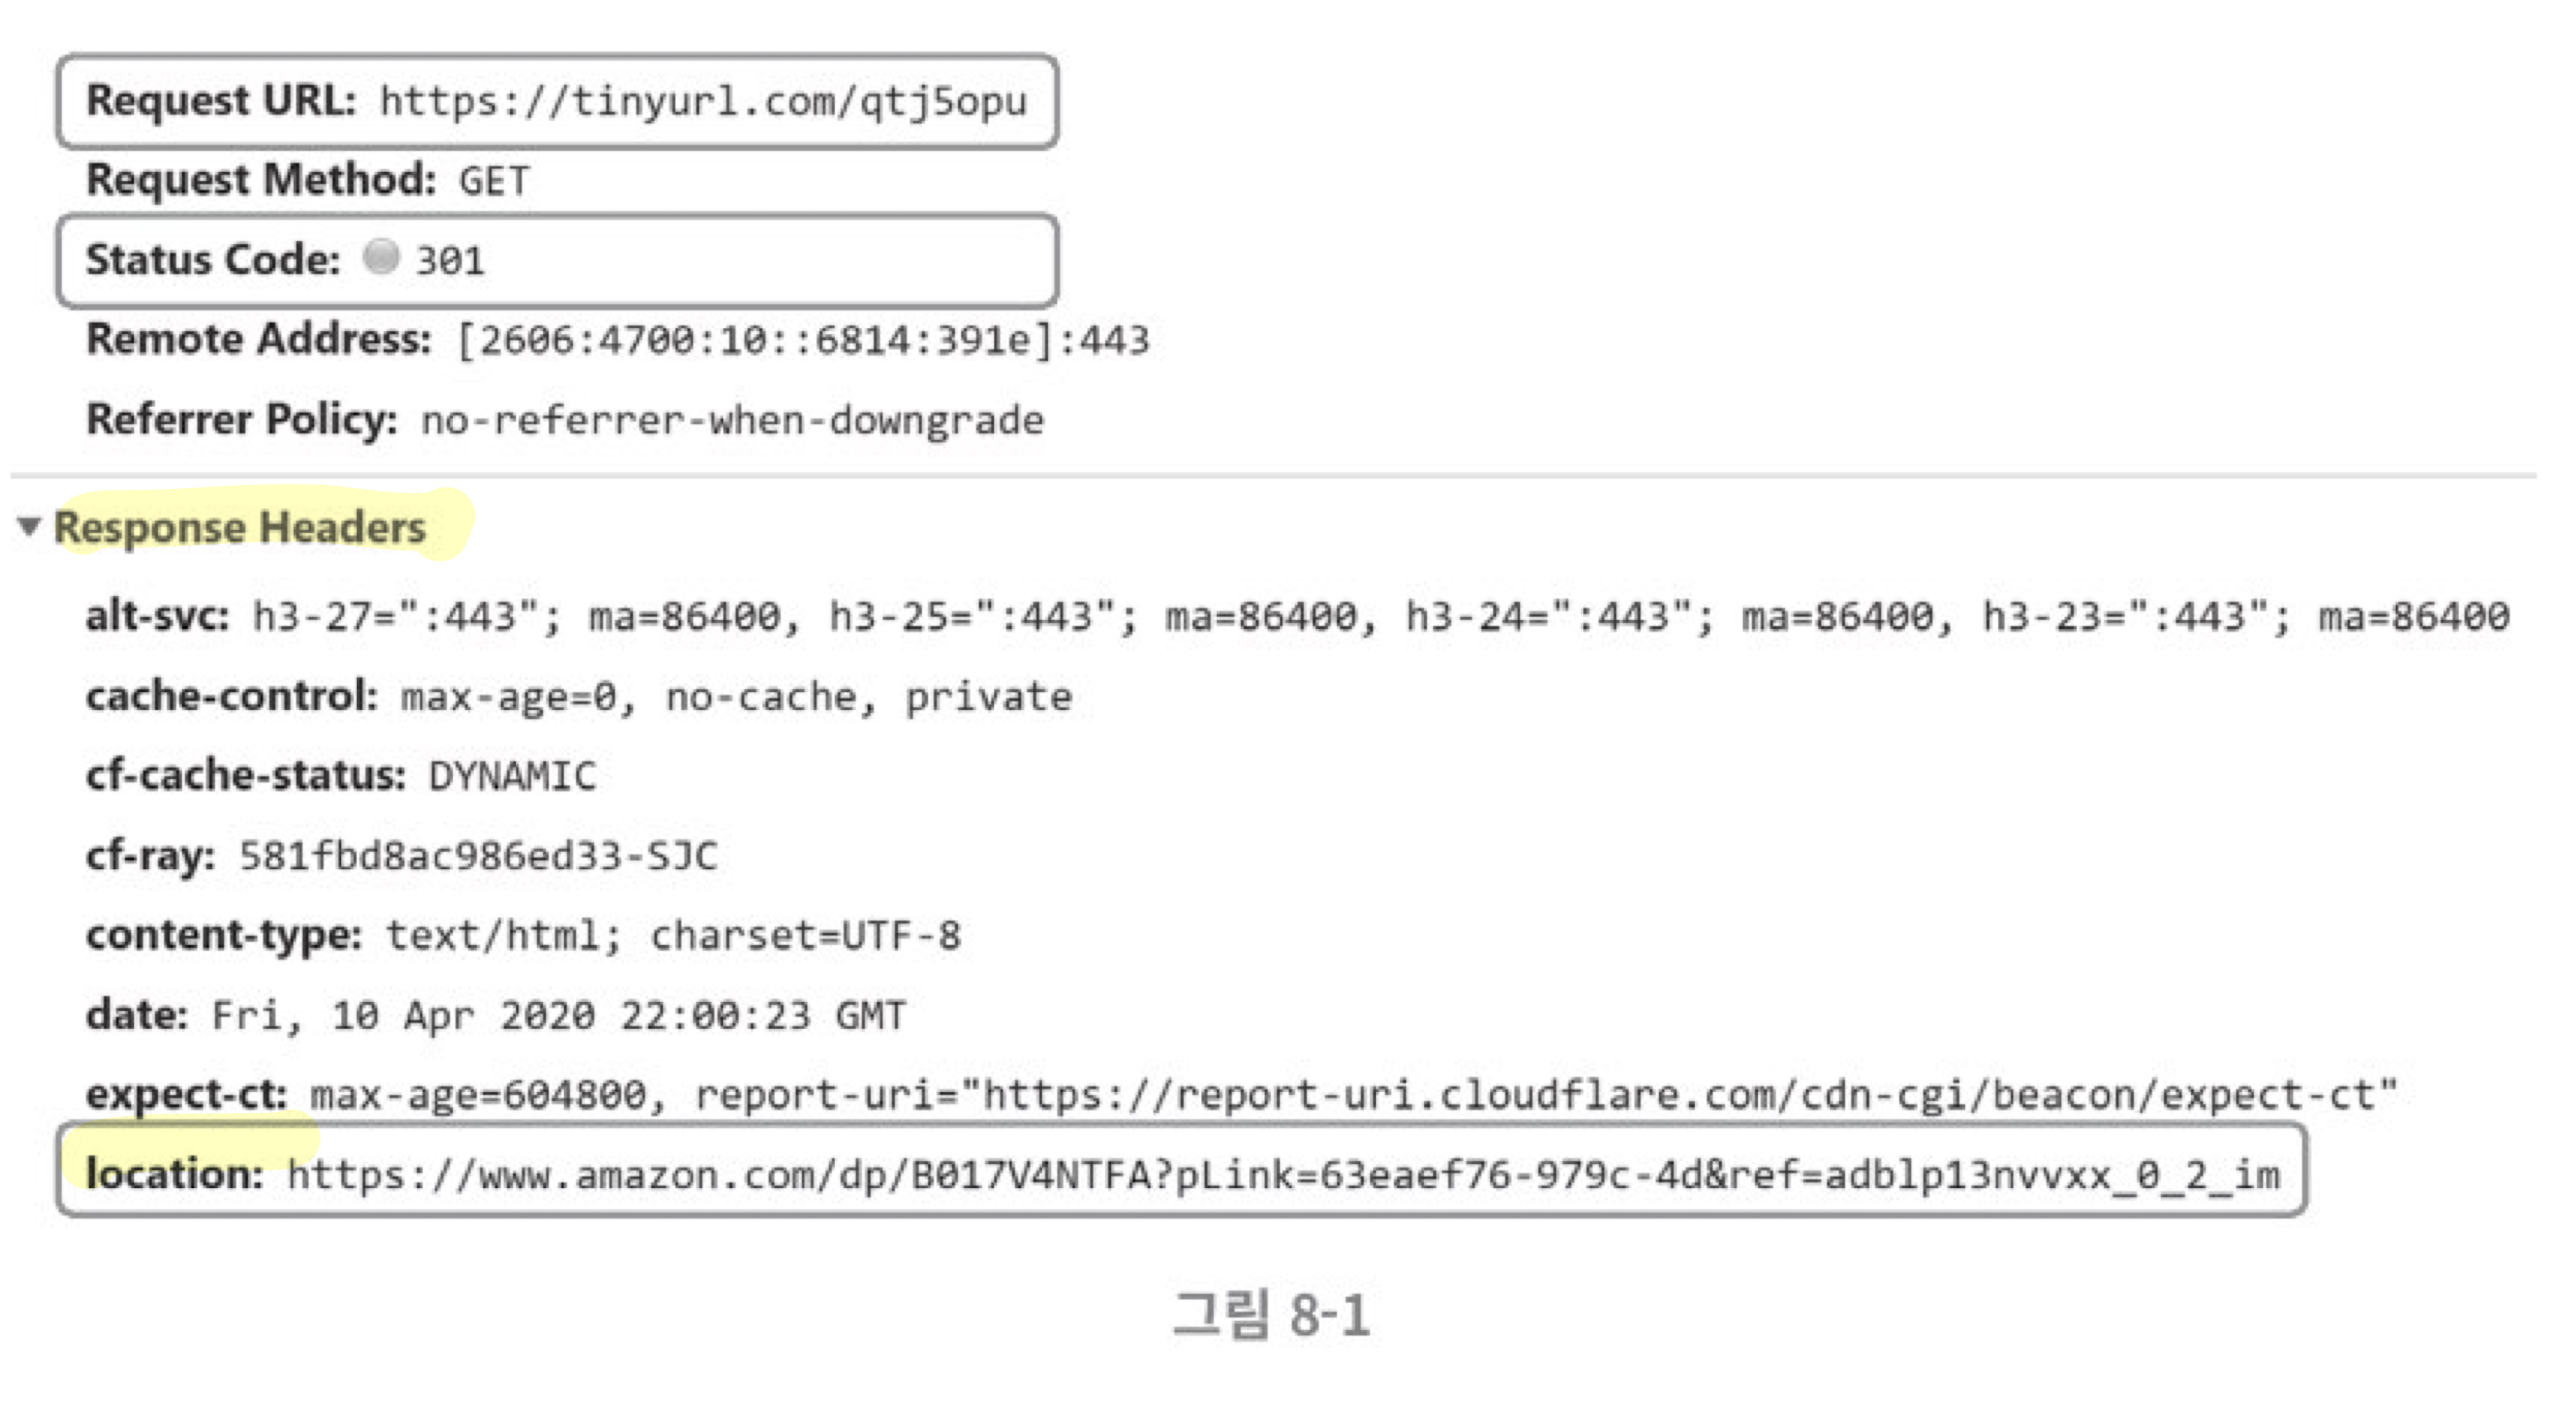 Request URL: https://tinyurl.com/qtj5opu
Request Method: GET
Status Code: 301
Remote Address: [2606:4700:10::6814:391e]:443
Referrer Policy: no-referrer-when-downgrade
Response Headers
alt-svc: h3-27=":443"; ma=86400, h3-25=":443"; ma=86400, h3-24=":443"; ma=86400, h3-23=":443"; ma=86400
cache-control: max-age=0, no-cache, private
cf-cache-status: DYNAMIC
cf-ray: 581fbd8ac986ed33-SJC
content-type: text/html; charset=UTF-8
date: Fri, 10 Apr 2020 22:00:23 GMT
expect-ct: max-age=604800, report-uri="https://report-uri.cloudflare.com/cdn-cgi/beacon/expect-ct"
location: https://www.amazon.com/dp/B017V4NTFA?pLink=63eaef76-979c-4d&ref=adblp13nvvxx_0_2_im
그림 8-1